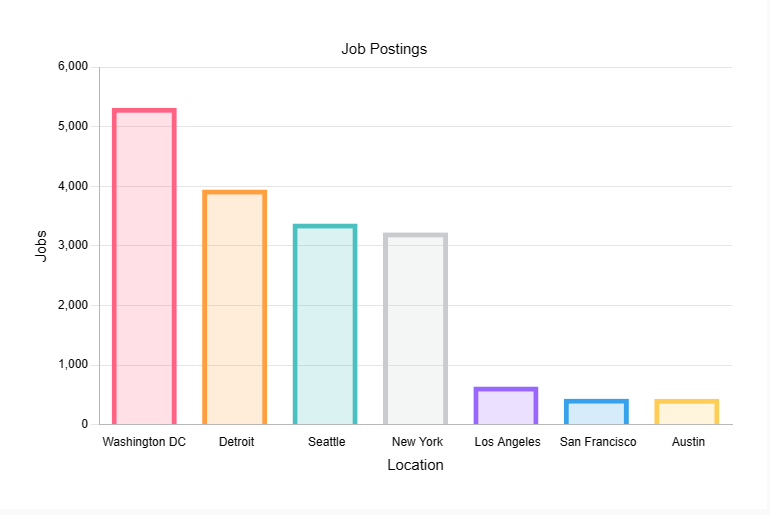 Job Postings
6,000
5,000
4,000
3,000
2,000
1,000
0
Jobs
Washington DC Detroit Seattle New York Los Angeles San Francisco Austin
Location